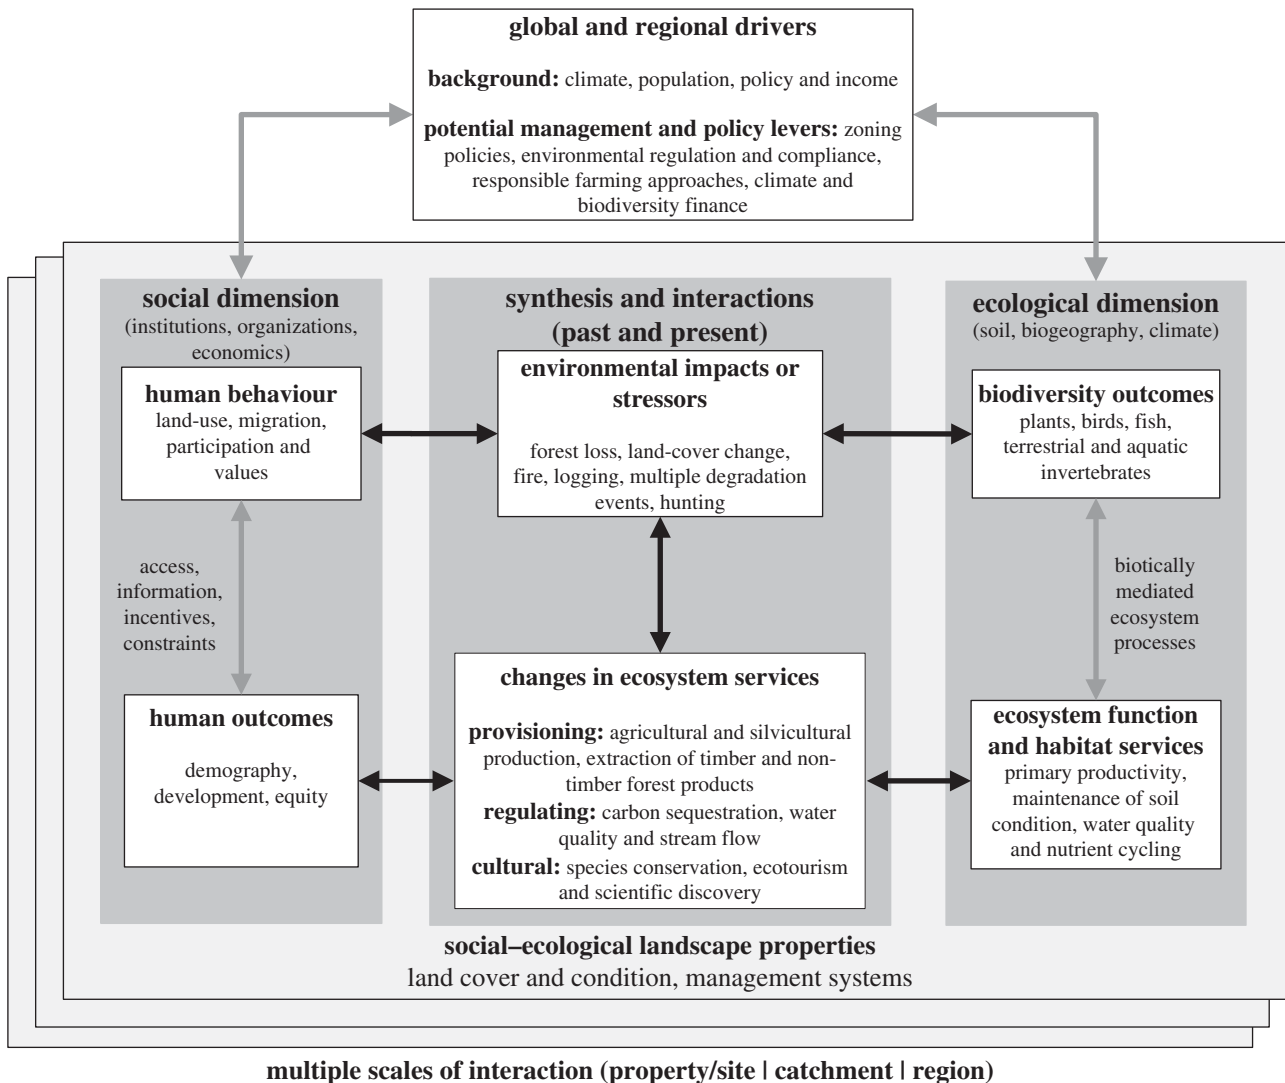 global and regional drivers
background: climate, population, policy and income
potential management and policy levers: zoning
policies, environmental regulation and compliance,
responsible farming approaches, climate and
biodiversity finance
social dimension
(institutions, organizations,
economics)
human behaviour
land-use, migration,
participation and
values
access,
information,
incentives,
constraints
human outcomes
demography,
development, equity
synthesis and interactions
(past and present)
environmental impacts or
stressors
forest loss, land-cover change,
fire, logging, multiple degradation
events, hunting
changes in ecosystem services
provisioning: agricultural and silvicultural
production, extraction of timber and non-
timber forest products
regulating: carbon sequestration, water
quality and stream flow
cultural: species conservation, ecotourism
and scientific discovery
ecological dimension
(soil, biogeography, climate)
biodiversity outcomes
plants, birds, fish,
terrestrial and aquatic
invertebrates
biotically
mediated
ecosystem
processes
ecosystem function
and habitat services
primary productivity,
maintenance of soil
condition, water quality
and nutrient cycling
social–ecological landscape properties
land cover and condition, management systems
multiple scales of interaction (property/site | catchment | region)